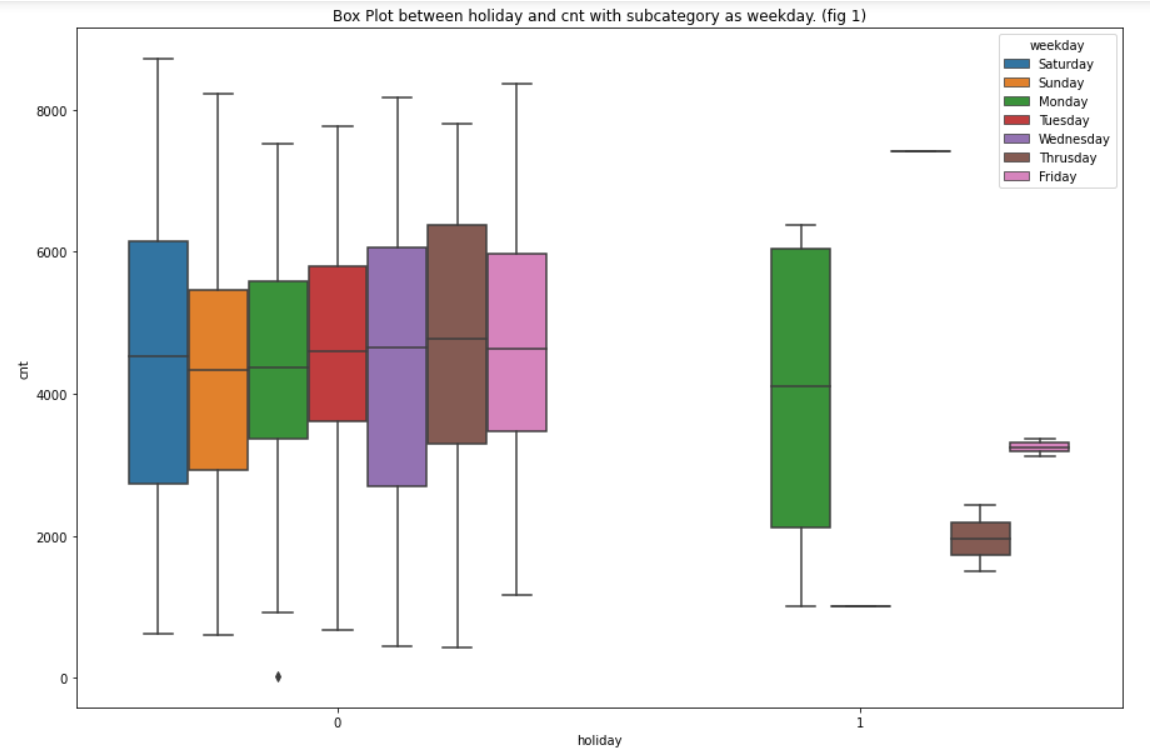 Box Plot between holiday and cnt with subcategory as weekday. (fig 1)
weekday
Saturday
Sunday
Monday
Tuesday
Wednesday
Thrusday
Friday
8000
6000
4000
2000
0
cnt
0
1
holiday